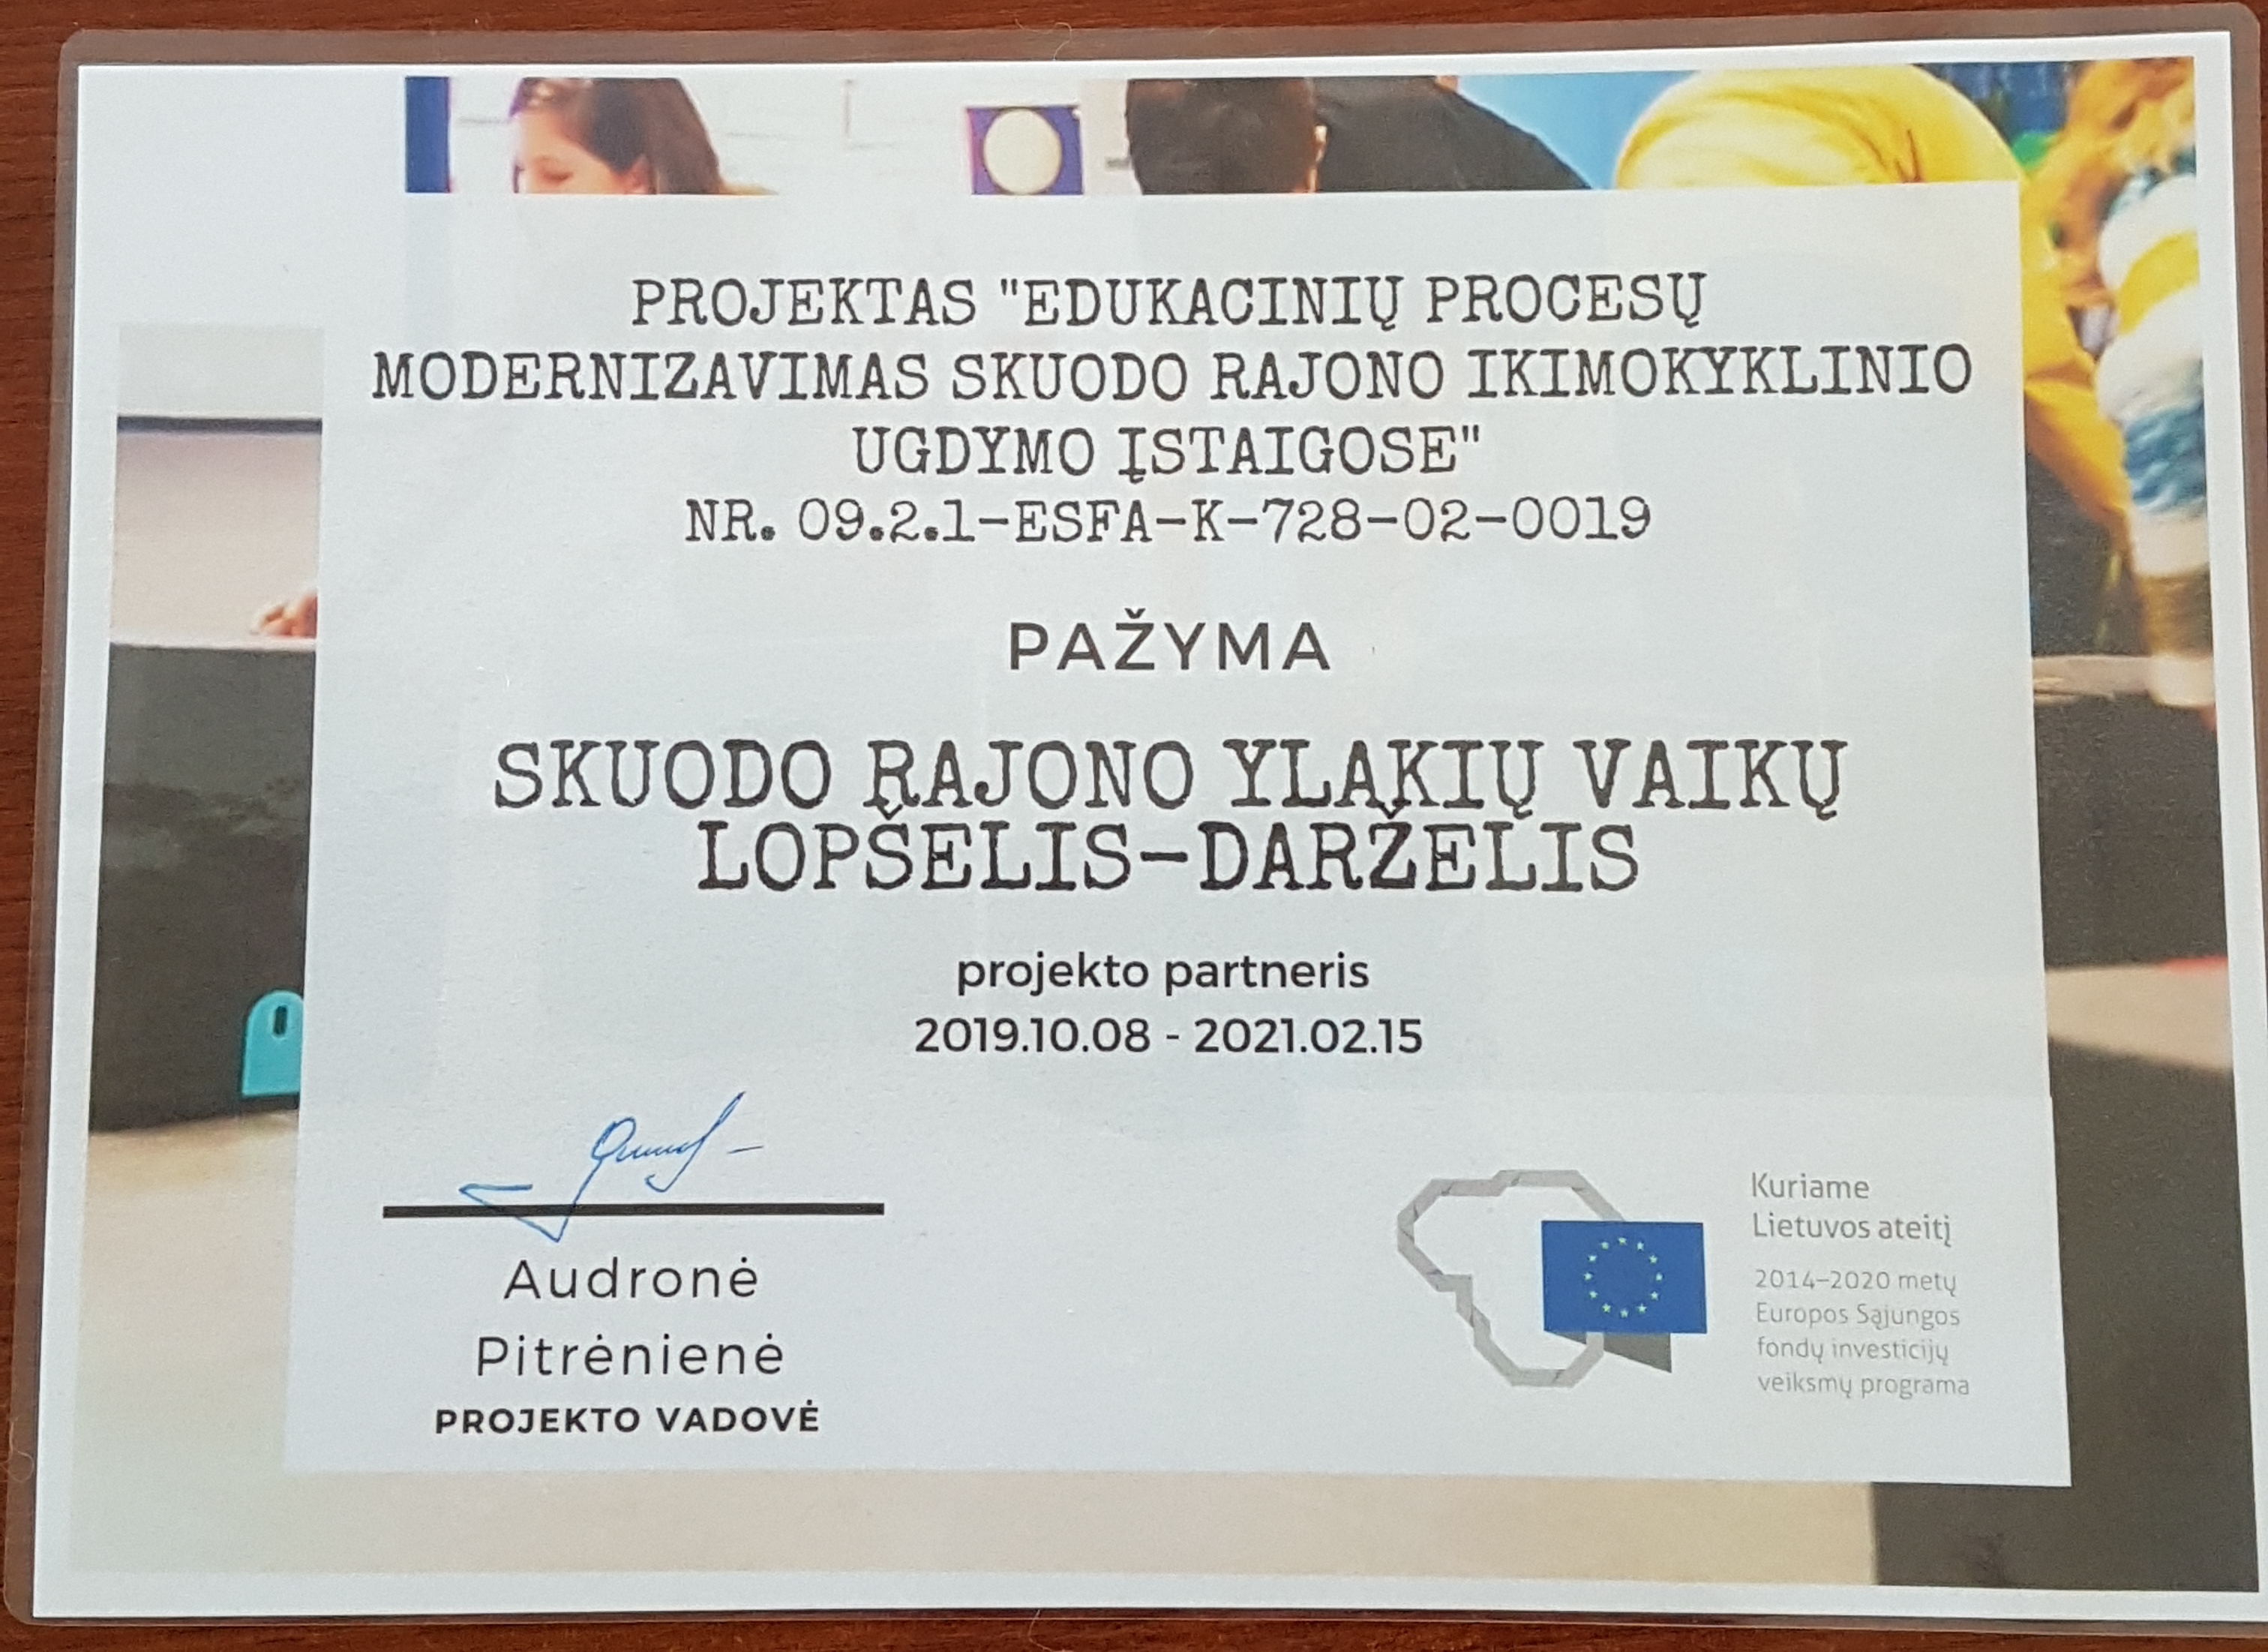 PROJEKTAS "EDUKACINIŲ PROCESŲ
MODERNIZAVIMAS SKUODO RAJONO IKIMOKYKLINIO
UGDYMO ĮSTAIGOSE"
NR. 09.2.1-ESFA-K-728-02-0019
PAŽYMA
SKUODO RAJONO YLAKIŲ VAIKŲ
LOPŠELIS-DARŽELIS
projekto partneris
2019.10.08 - 2021.02.15
Audronė
Pitrėnienė
PROJEKTO VADOVĖ
Kuriame
Lietuvos ateitį
2014–2020 metų
Europos Sąjungos
fondų investicijų
veiksmų programa